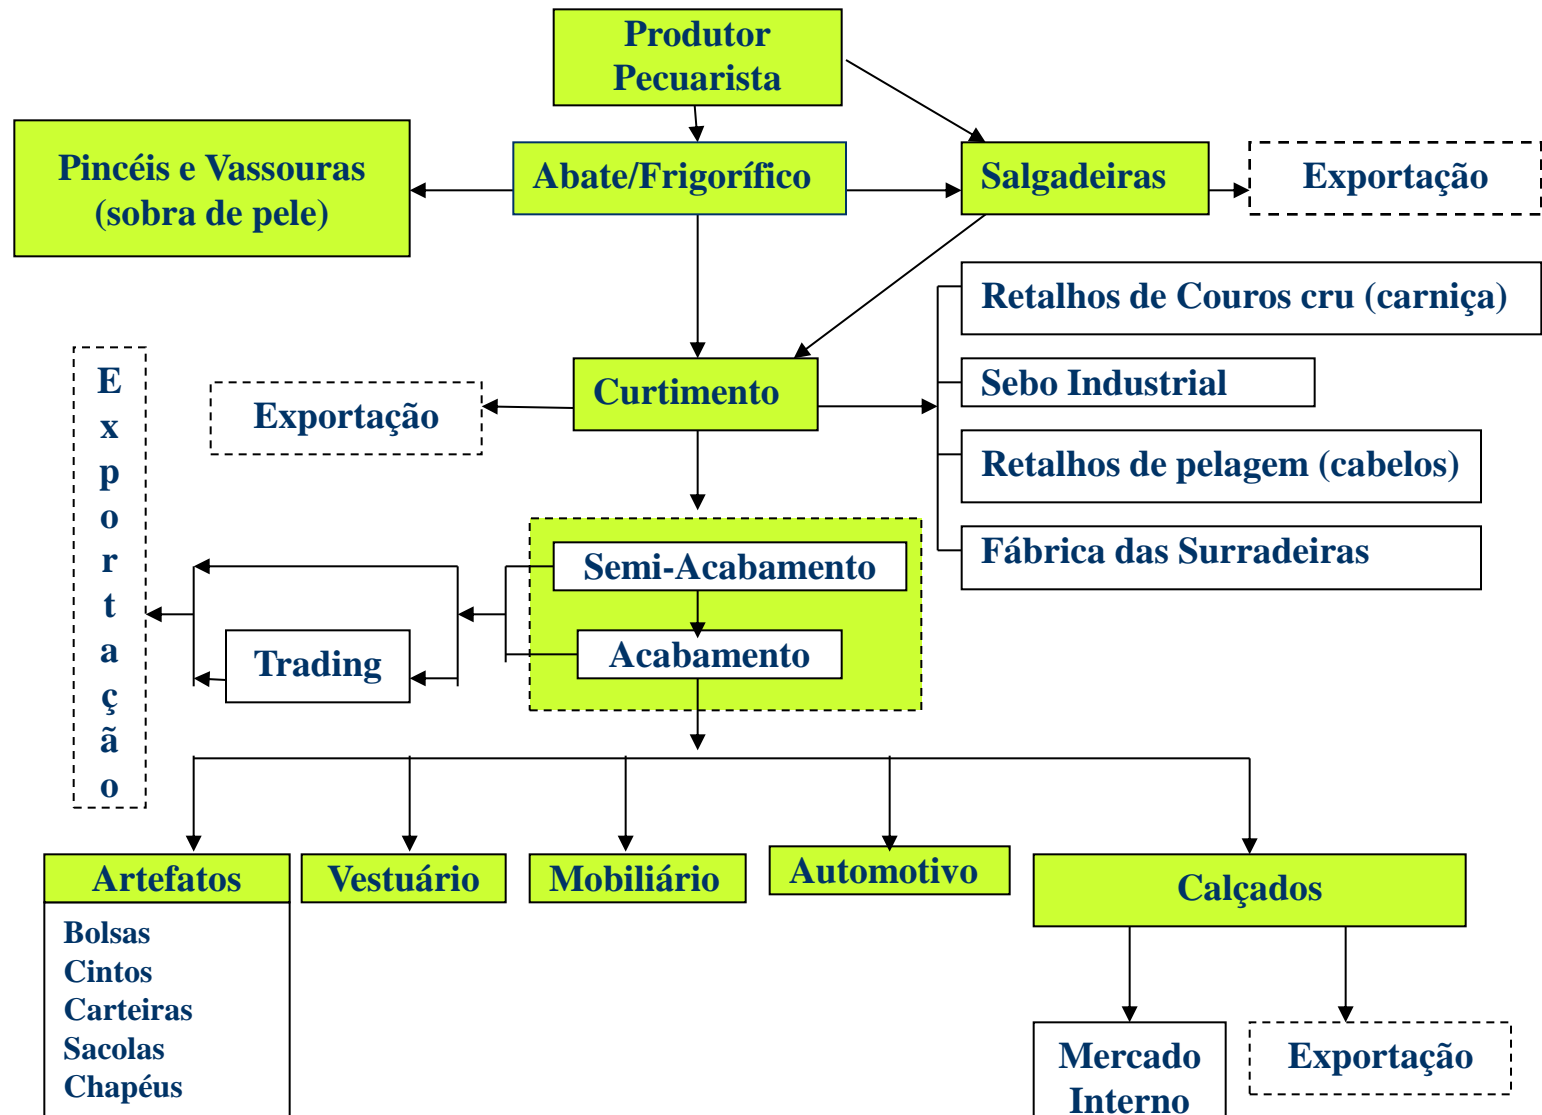 Produtor
Pecuarista
Pincéis e Vassouras
(sobra de pele)
Abate/Frigorífico
Salgadeiras
Exportação
Retalhos de Couros cru (carniça)
Sebo Industrial
Retalhos de pelagem (cabelos)
Fábrica das Surradeiras
Curtimento
Exportação
E
x
p
o
r
t
a
ç
ã
o
Semi-Acabamento
Acabamento
Trading
Artefatos
Bolsas
Cintos
Carteiras
Sacolas
Chapéus
Vestuário
Mobiliário
Automotivo
Calçados
Mercado
Interno
Exportação